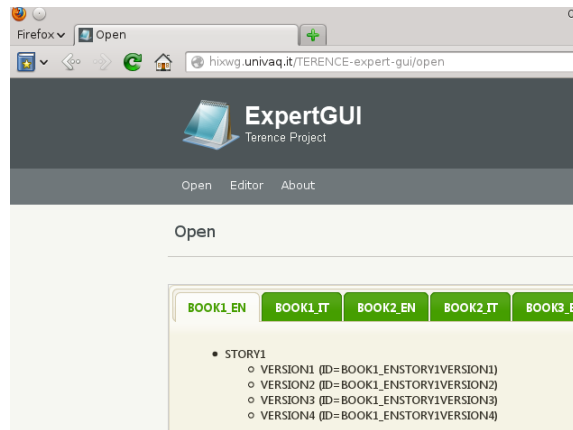 Firefox
Open
hixwg.univaq.it/TERENCE-expert-gui/open
ExpertGUI
Terence Project
Open Editor About
Open
BOOK1_EN BOOK1_IT BOOK2_EN BOOK2_IT
STORY1
VERSION1 (ID=BOOK1_ENSTORY1VERSION1)
VERSION2 (ID=BOOK1_ENSTORY1VERSION2)
VERSION3 (ID=BOOK1_ENSTORY1VERSION3)
VERSION4 (ID=BOOK1_ENSTORY1VERSION4)